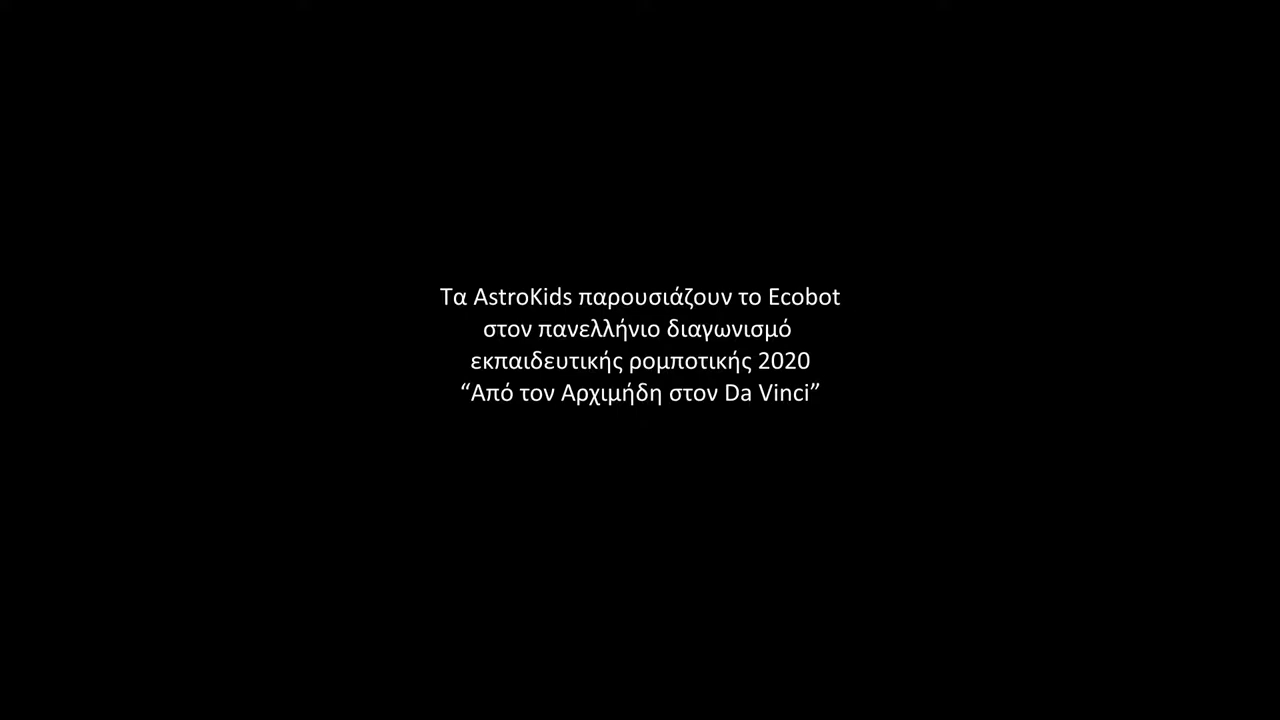 Τα AstroKids παρουσιάζουν το Ecobot
στον πανελλήνιο διαγωνισμό
εκπαιδευτικής ρομποτικής 2020
“Από τον Αρχιμήδη στον Da Vinci”